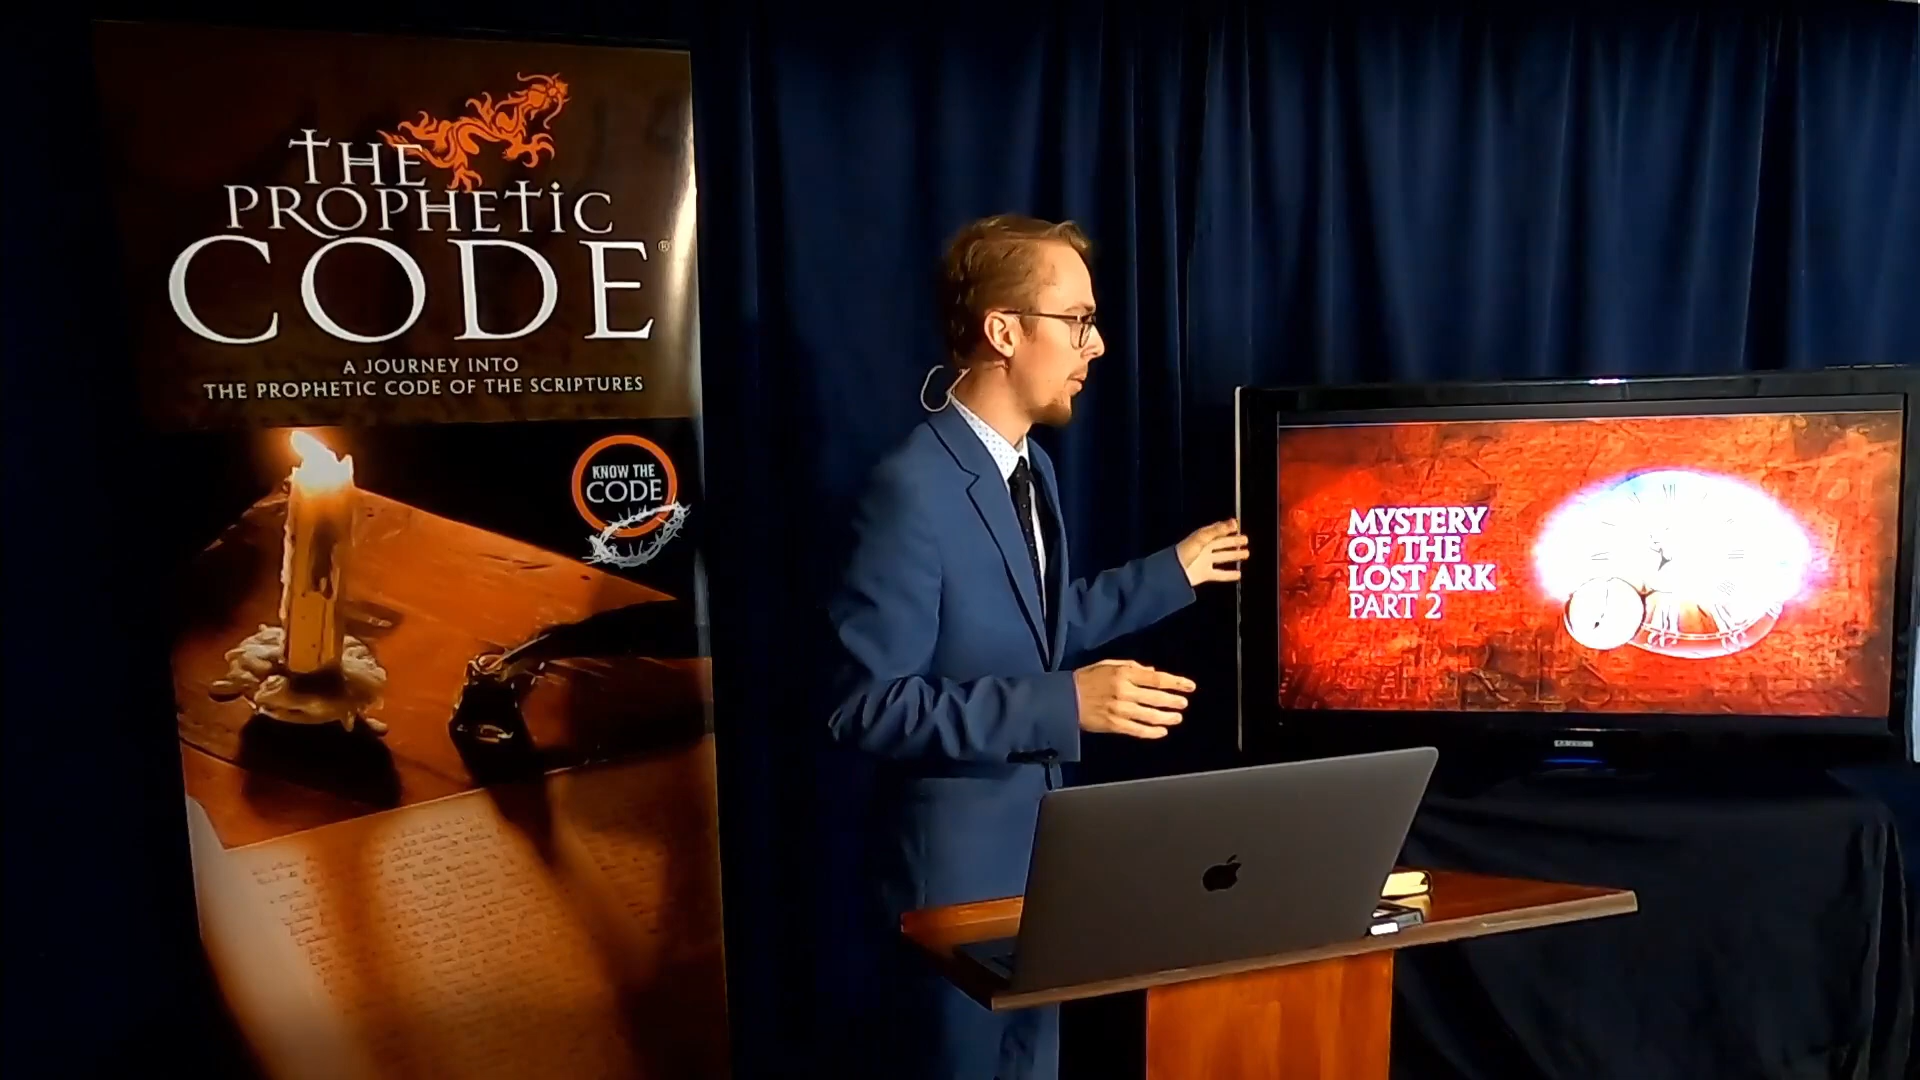 THE
PROPHETIC
CODE®
A JOURNEY INTO
THE PROPHETIC CODE OF THE SCRIPTURES
KNOW THE
CODE
MYSTERY
OF THE
LOST ARK
PART 2